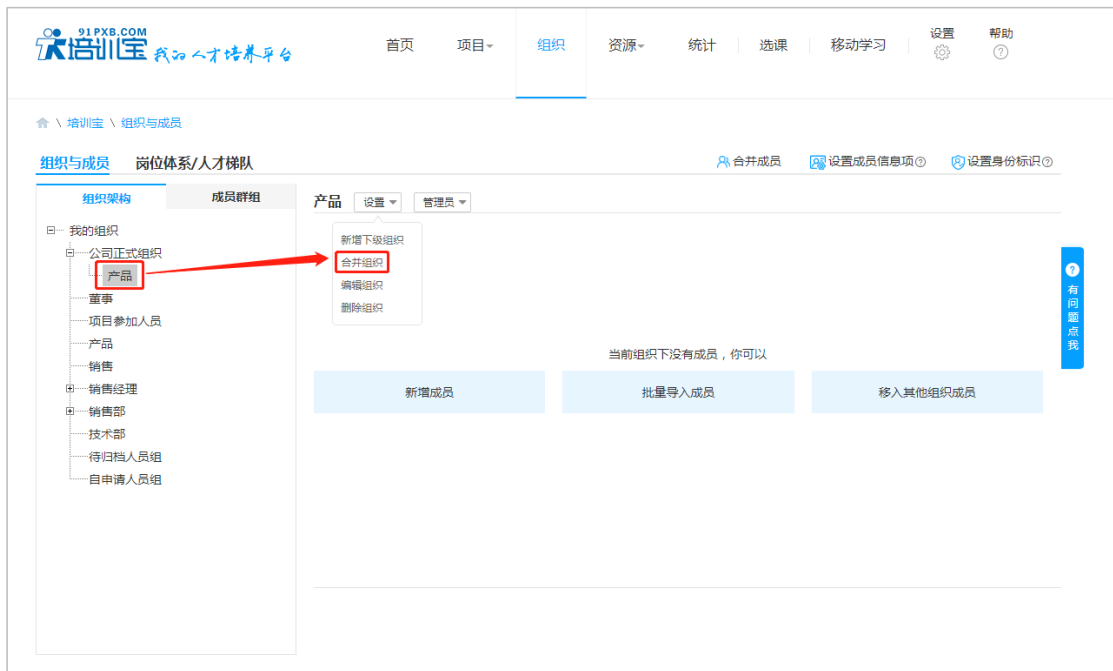 91PXB.COM
培训宝 我的人才培养平台
首页 项目 组织 资源 统计 选课 移动学习 设置 帮助
\ 培训宝 \ 组织与成员
组织与成员 岗位体系/人才梯队
合并成员 设置成员信息项 设置身份标识
组织架构 成员群组
我的组织
公司正式组织
产品
董事
项目参加人员
产品
销售
销售经理
销售部
技术部
待归档人员组
自申请人员组
产品 设置 管理员
新增下级组织
合并组织
编辑组织
删除组织
当前组织下没有成员，你可以
新增成员 批量导入成员 移入其他组织成员
有问题点我